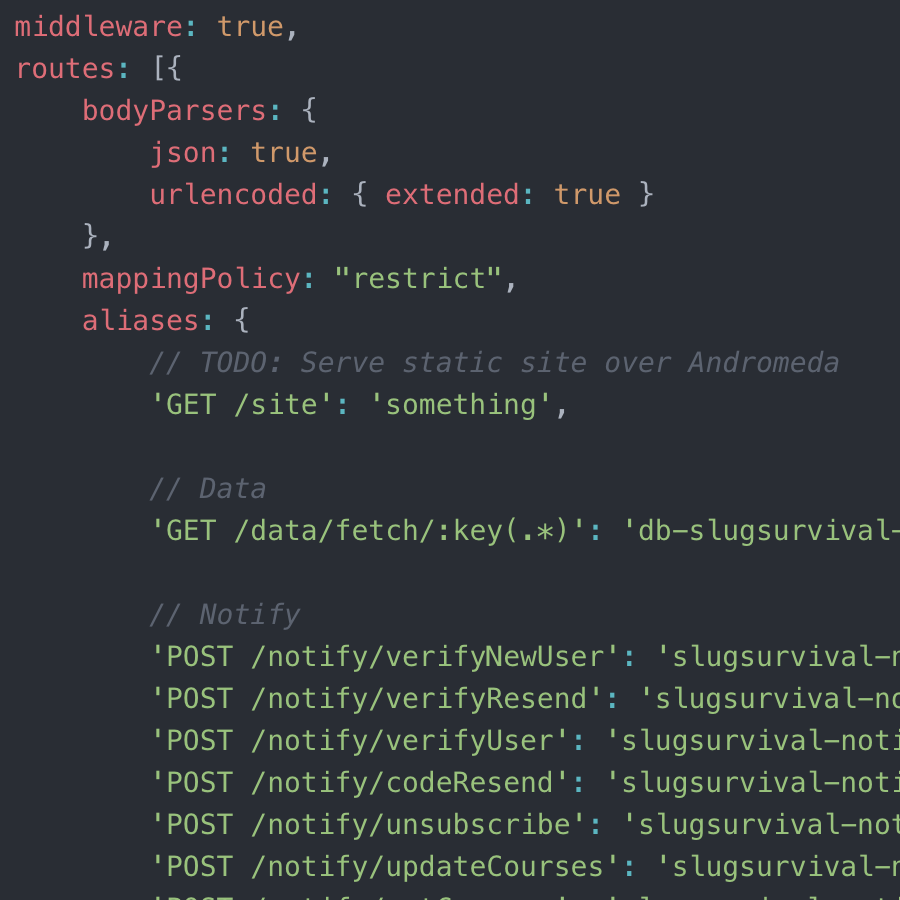 middleware: true,
routes: [{
    bodyParsers: {
        json: true,
        urlencoded: { extended: true }
    },
    mappingPolicy: "restrict",
    aliases: {
        // TODO: Serve static site over Andromeda
        'GET /site': 'something',

        // Data
        'GET /data/fetch/:key(.*)': 'db-slugsurvival-

        // Notify
        'POST /notify/verifyNewUser': 'slugsurvival-n
        'POST /notify/verifyResend': 'slugsurvival-no
        'POST /notify/verifyUser': 'slugsurvival-noti
        'POST /notify/codeResend': 'slugsurvival-noti
        'POST /notify/unsubscribe': 'slugsurvival-not
        'POST /notify/updateCourses': 'slugsurvival-n